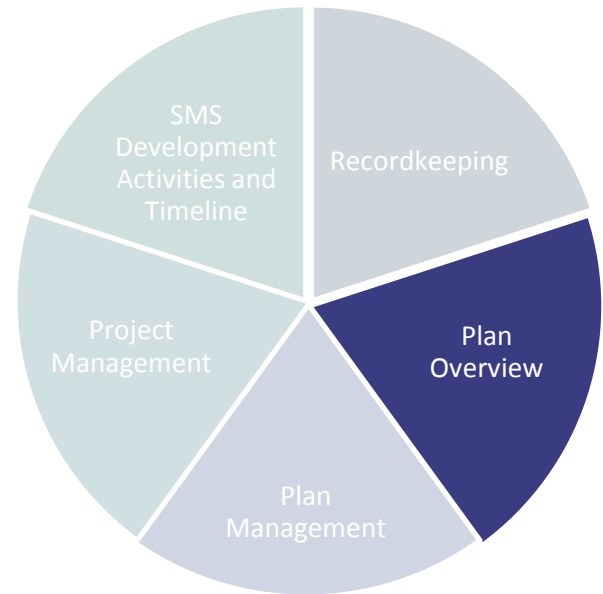 SMS
Development
Activities and
Timeline
Recordkeeping
Project
Management
Plan
Overview
Plan
Management